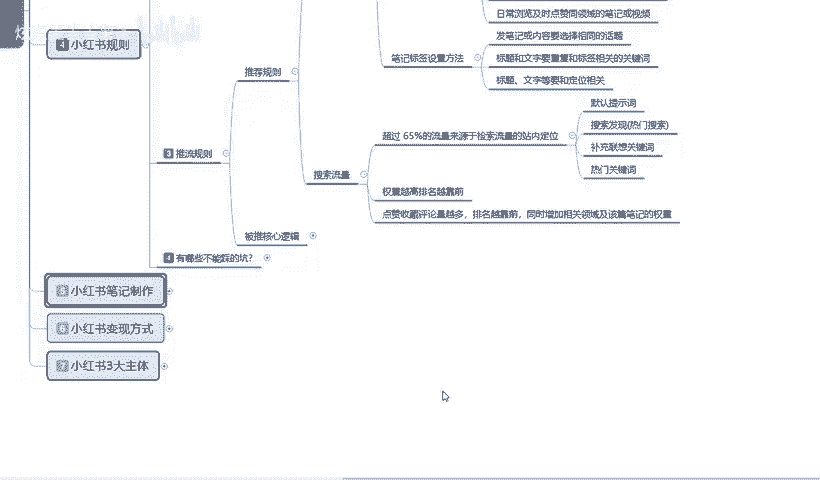 日常浏览及时点赞同领域的笔记或视频
发笔记或内容要选择相同的话题
4 小红书规则
笔记标签设置方法
标题和文字要重复和标签相关的关键词
推荐规则
标题、文字等要和定位相关
默认提示词
搜索发现(热门搜索)
超过 65%的流量来源于检索流量的站内定位
补充联想关键词
3 推流规则
热门关键词
搜索流量
权重越高排名越靠前
点赞收藏评论量越多，排名越靠前，同时增加相关领域及该篇笔记的权重
被推核心逻辑
4 有哪些不能踩的坑？
5 小红书笔记制作
6 小红书变现方式
7 小红书3大主体